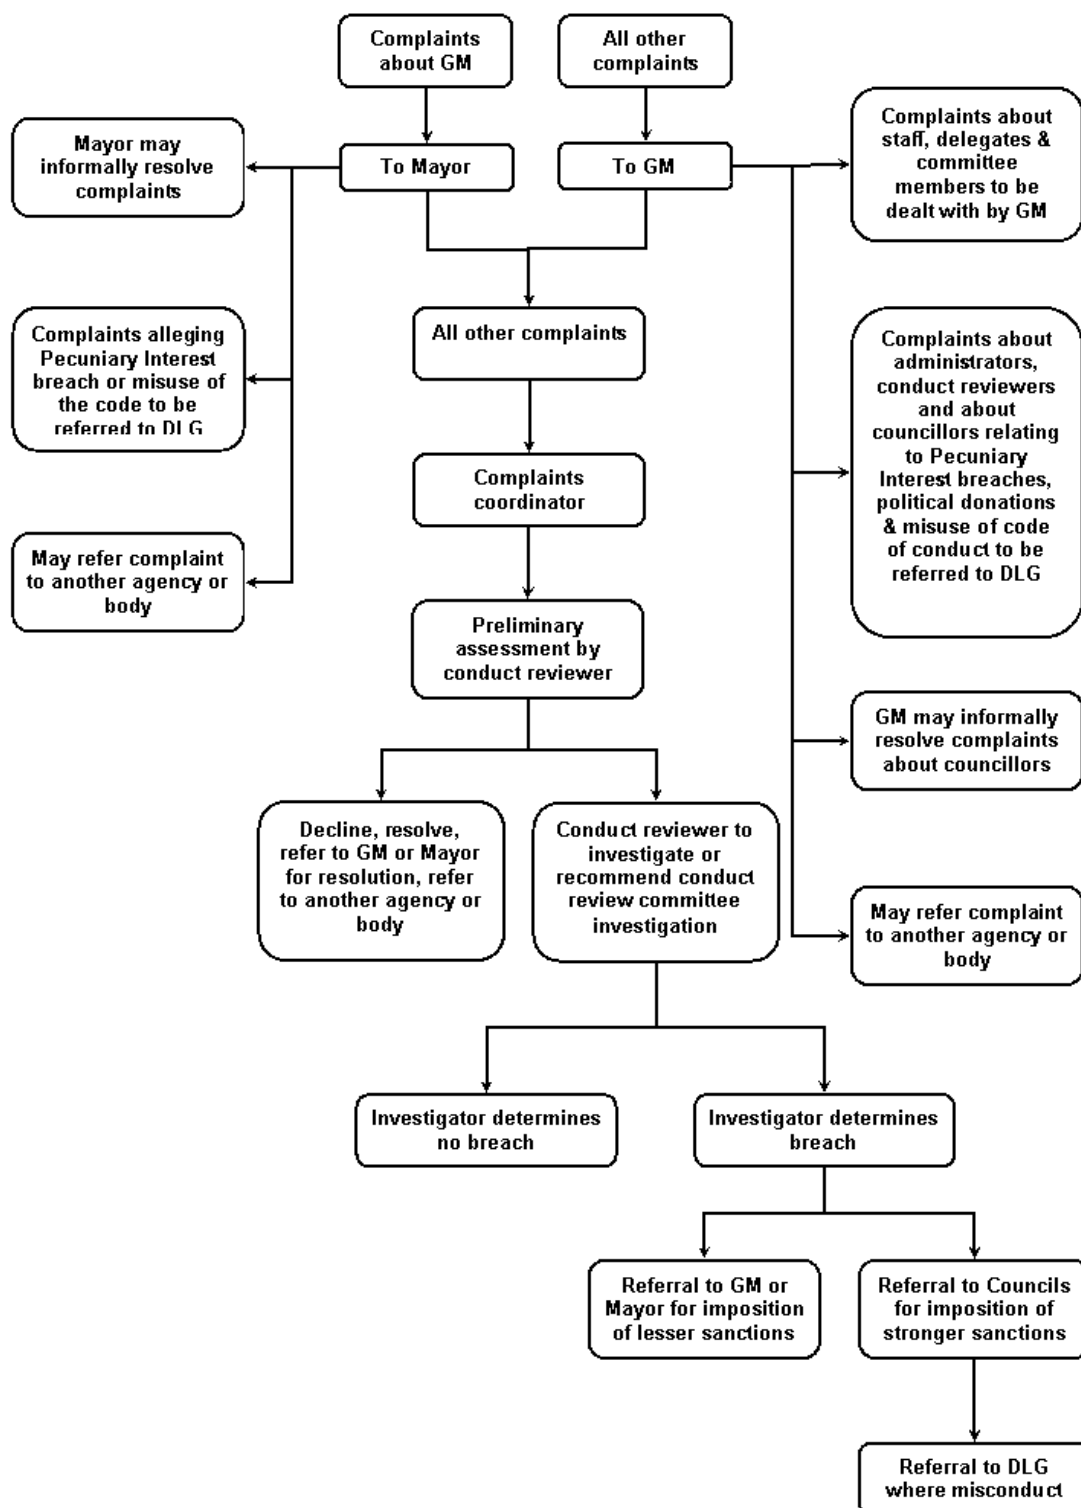 Complaints
about GM
All other
complaints
Mayor may
informally resolve
complaints
To Mayor
To GM
Complaints about
staff, delegates &
committee
members to be
dealt with by GM
Complaints alleging
Pecuniary Interest
breach or misuse of
the code to be
referred to DLG
All other complaints
Complaints about
administrators,
conduct reviewers
and about
councillors relating
to Pecuniary
Interest breaches,
political donations
& misuse of code
of conduct to be
referred to DLG
Complaints
coordinator
May refer complaint
to another agency or
body
Preliminary
assessment by
conduct reviewer
GM may informally
resolve complaints
about councillors
Decline, resolve,
refer to GM or Mayor
for resolution, refer
to another agency or
body
Conduct reviewer to
investigate or
recommend conduct
review committee
investigation
May refer complaint
to another agency or
body
Investigator determines
no breach
Investigator determines
breach
Referral to GM or
Mayor for imposition
of lesser sanctions
Referral to Councils
for imposition of
stronger sanctions
Referral to DLG
where misconduct